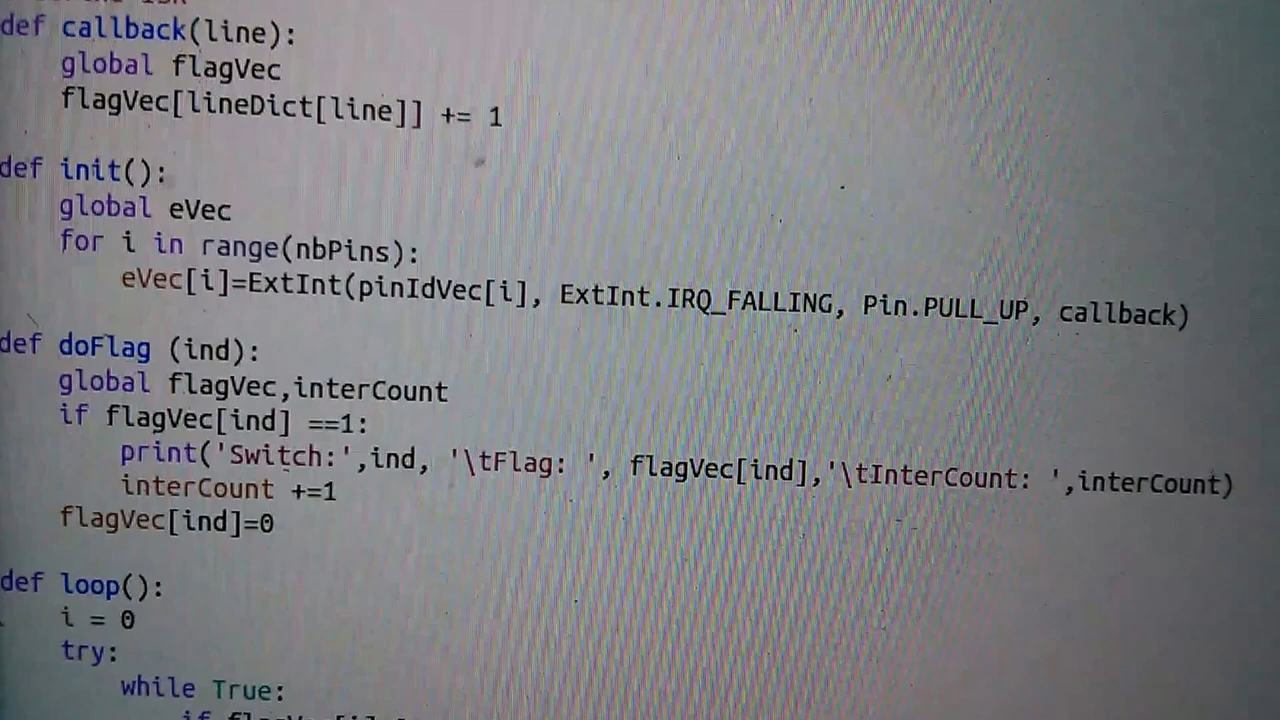 def callback(line):
    global flagVec
    flagVec[lineDict[line]] += 1
def init():
    global eVec
    for i in range(nbPins):
        eVec[i]=ExtInt(pinIdVec[i], ExtInt.IRQ_FALLING, Pin.PULL_UP, callback)
def doFlag (ind):
    global flagVec,interCount
    if flagVec[ind] ==1:
        print('Switch:',ind, '\tFlag: ', flagVec[ind],'\tInterCount: ',interCount)
        interCount +=1
    flagVec[ind]=0
def loop():
    i = 0
    try:
        while True: